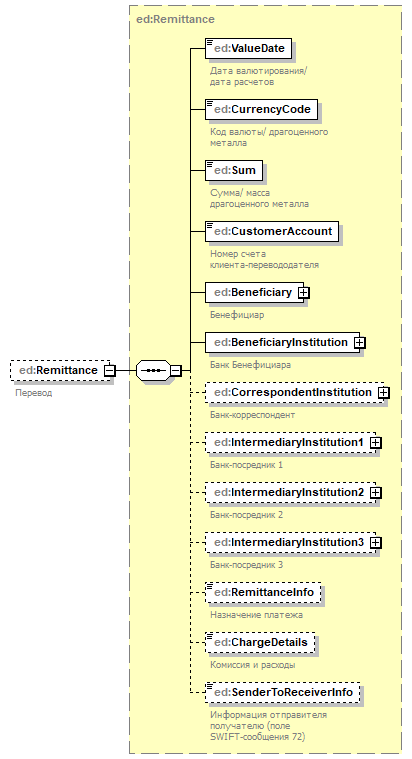 ed:Remittance
ed:ValueDate
Дата валютирования/
дата расчетов
ed:CurrencyCode
Код валюты/ драгоценного
металла
ed:Sum
Сумма/ масса
драгоценного металла
ed:CustomerAccount
Номер счета
клиента-перевододателя
ed:Beneficiary
Бенефициар
ed:BeneficiaryInstitution
Банк Бенефициара
ed:Remittance
Перевод
ed:CorrespondentInstitution
Банк-корреспондент
ed:IntermediaryInstitution1
Банк-посредник 1
ed:IntermediaryInstitution2
Банк-посредник 2
ed:IntermediaryInstitution3
Банк-посредник 3
ed:RemittanceInfo
Назначение платежа
ed:ChargeDetails
Комиссия и расходы
ed:SenderToReceiverInfo
Информация отправителя
получателю (поле
SWIFT-сообщения 72)